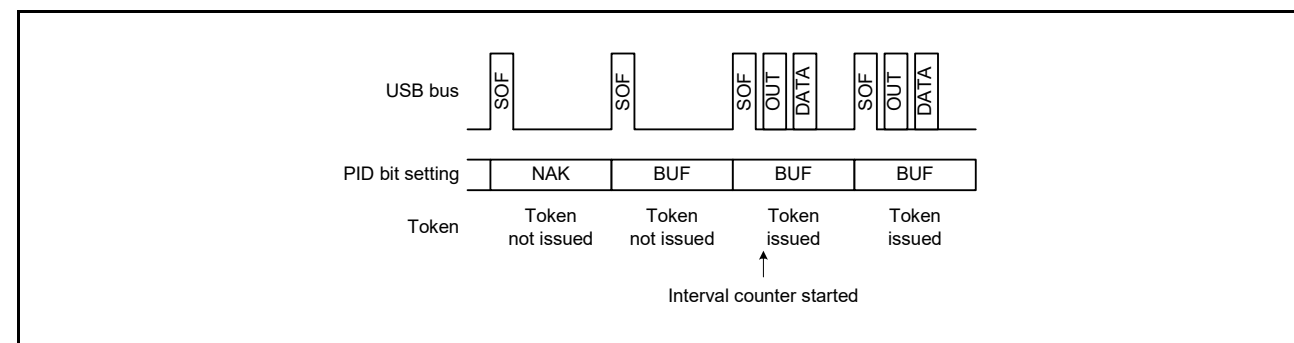 USB bus
SOF
SOF
SOF
OUT
DATA
SOF
OUT
DATA
PID bit setting
NAK
BUF
BUF
BUF
Token
Token
not issued
Token
not issued
Token
issued
Token
issued
Interval counter started